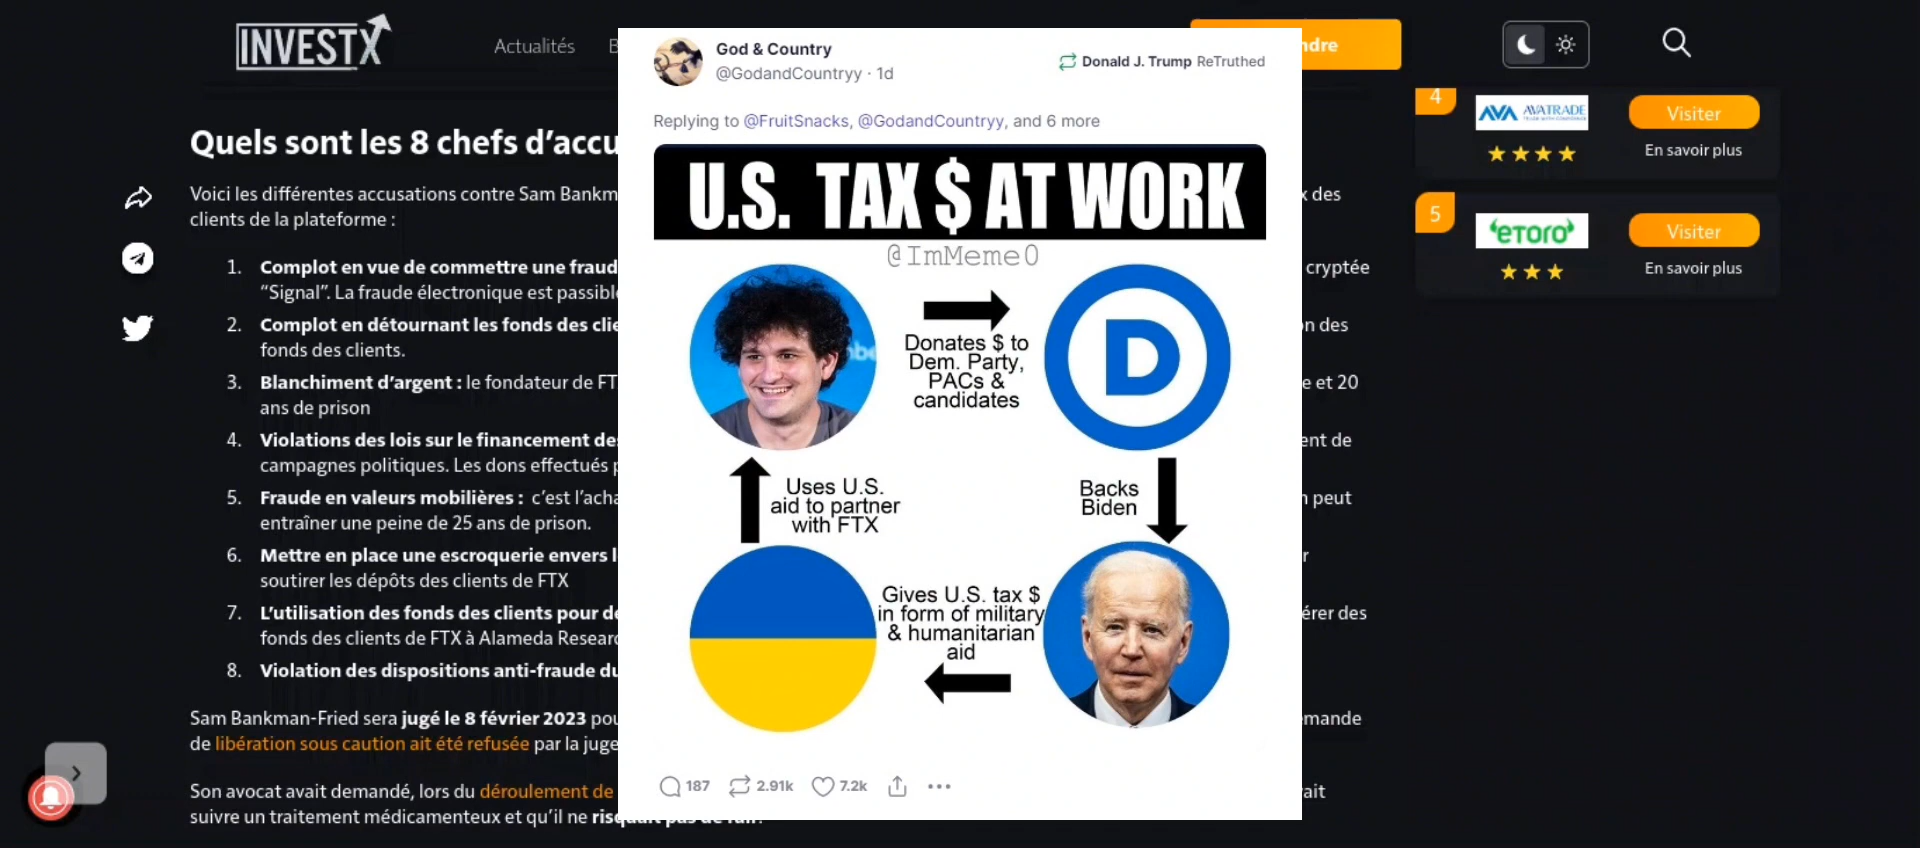 INVESTX
Actualités
B
ndre
Quels sont les 8 chefs d’accu
Voici les différentes accusations contre Sam Bankm
x des
clients de la plateforme :
1. Complot en vue de commettre une fraud
cryptée
“Signal”. La fraude électronique est passible
2. Complot en détournant les fonds des clie
n des
fonds des clients.
3. Blanchiment d’argent : le fondateur de FT
e et 20
ans de prison
4. Violations des lois sur le financement des
ent de
campagnes politiques. Les dons effectués p
5. Fraude en valeurs mobilières : c’est l’acha
n peut
entraîner une peine de 25 ans de prison.
6. Mettre en place une escroquerie envers l
r
soutirer les dépôts des clients de FTX
7. L’utilisation des fonds des clients pour de
érer des
fonds des clients de FTX à Alameda Researc
8. Violation des dispositions anti-fraude du
Sam Bankman-Fried sera jugé le 8 février 2023 pou
emande
de libération sous caution ait été refusée par la juge
Son avocat avait demandé, lors du déroulement de
ait
suivre un traitement médicamenteux et qu’il ne risquait pas de fuir.
God & Country
@GodandCountryy · 1d
Donald J. Trump ReTruthed
Replying to @FruitSnacks, @GodandCountryy, and 6 more
U.S. TAX $ AT WORK
@ImMeme0
Donates $ to
Dem. Party,
PACs &
candidates
D
Backs
Biden
Gives U.S. tax $
in form of military
& humanitarian
aid
Uses U.S.
aid to partner
with FTX
187 2.91k 7.2k
4
AVA AVATRADE
Visiter
En savoir plus
5
eToro
Visiter
En savoir plus